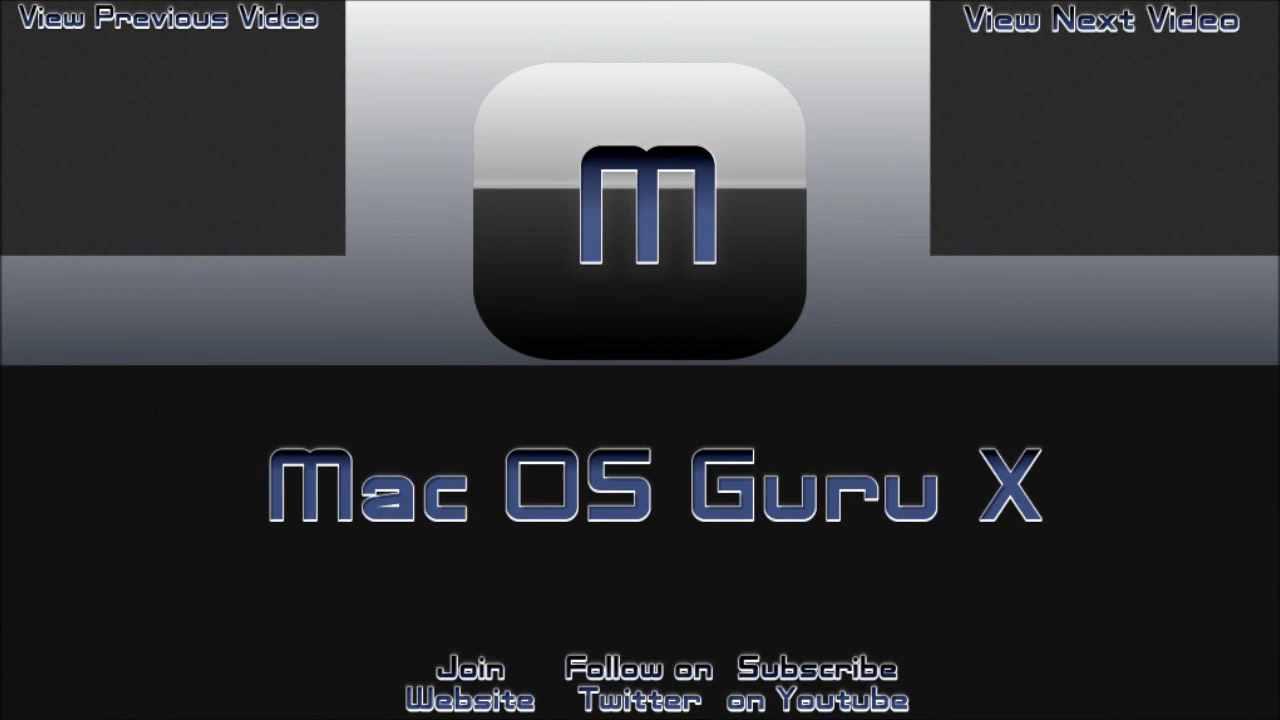 View Previous Video
View Next Video
M
Mac OS Guru X
Join
Website
Follow on
Twitter
Subscribe
on Youtube